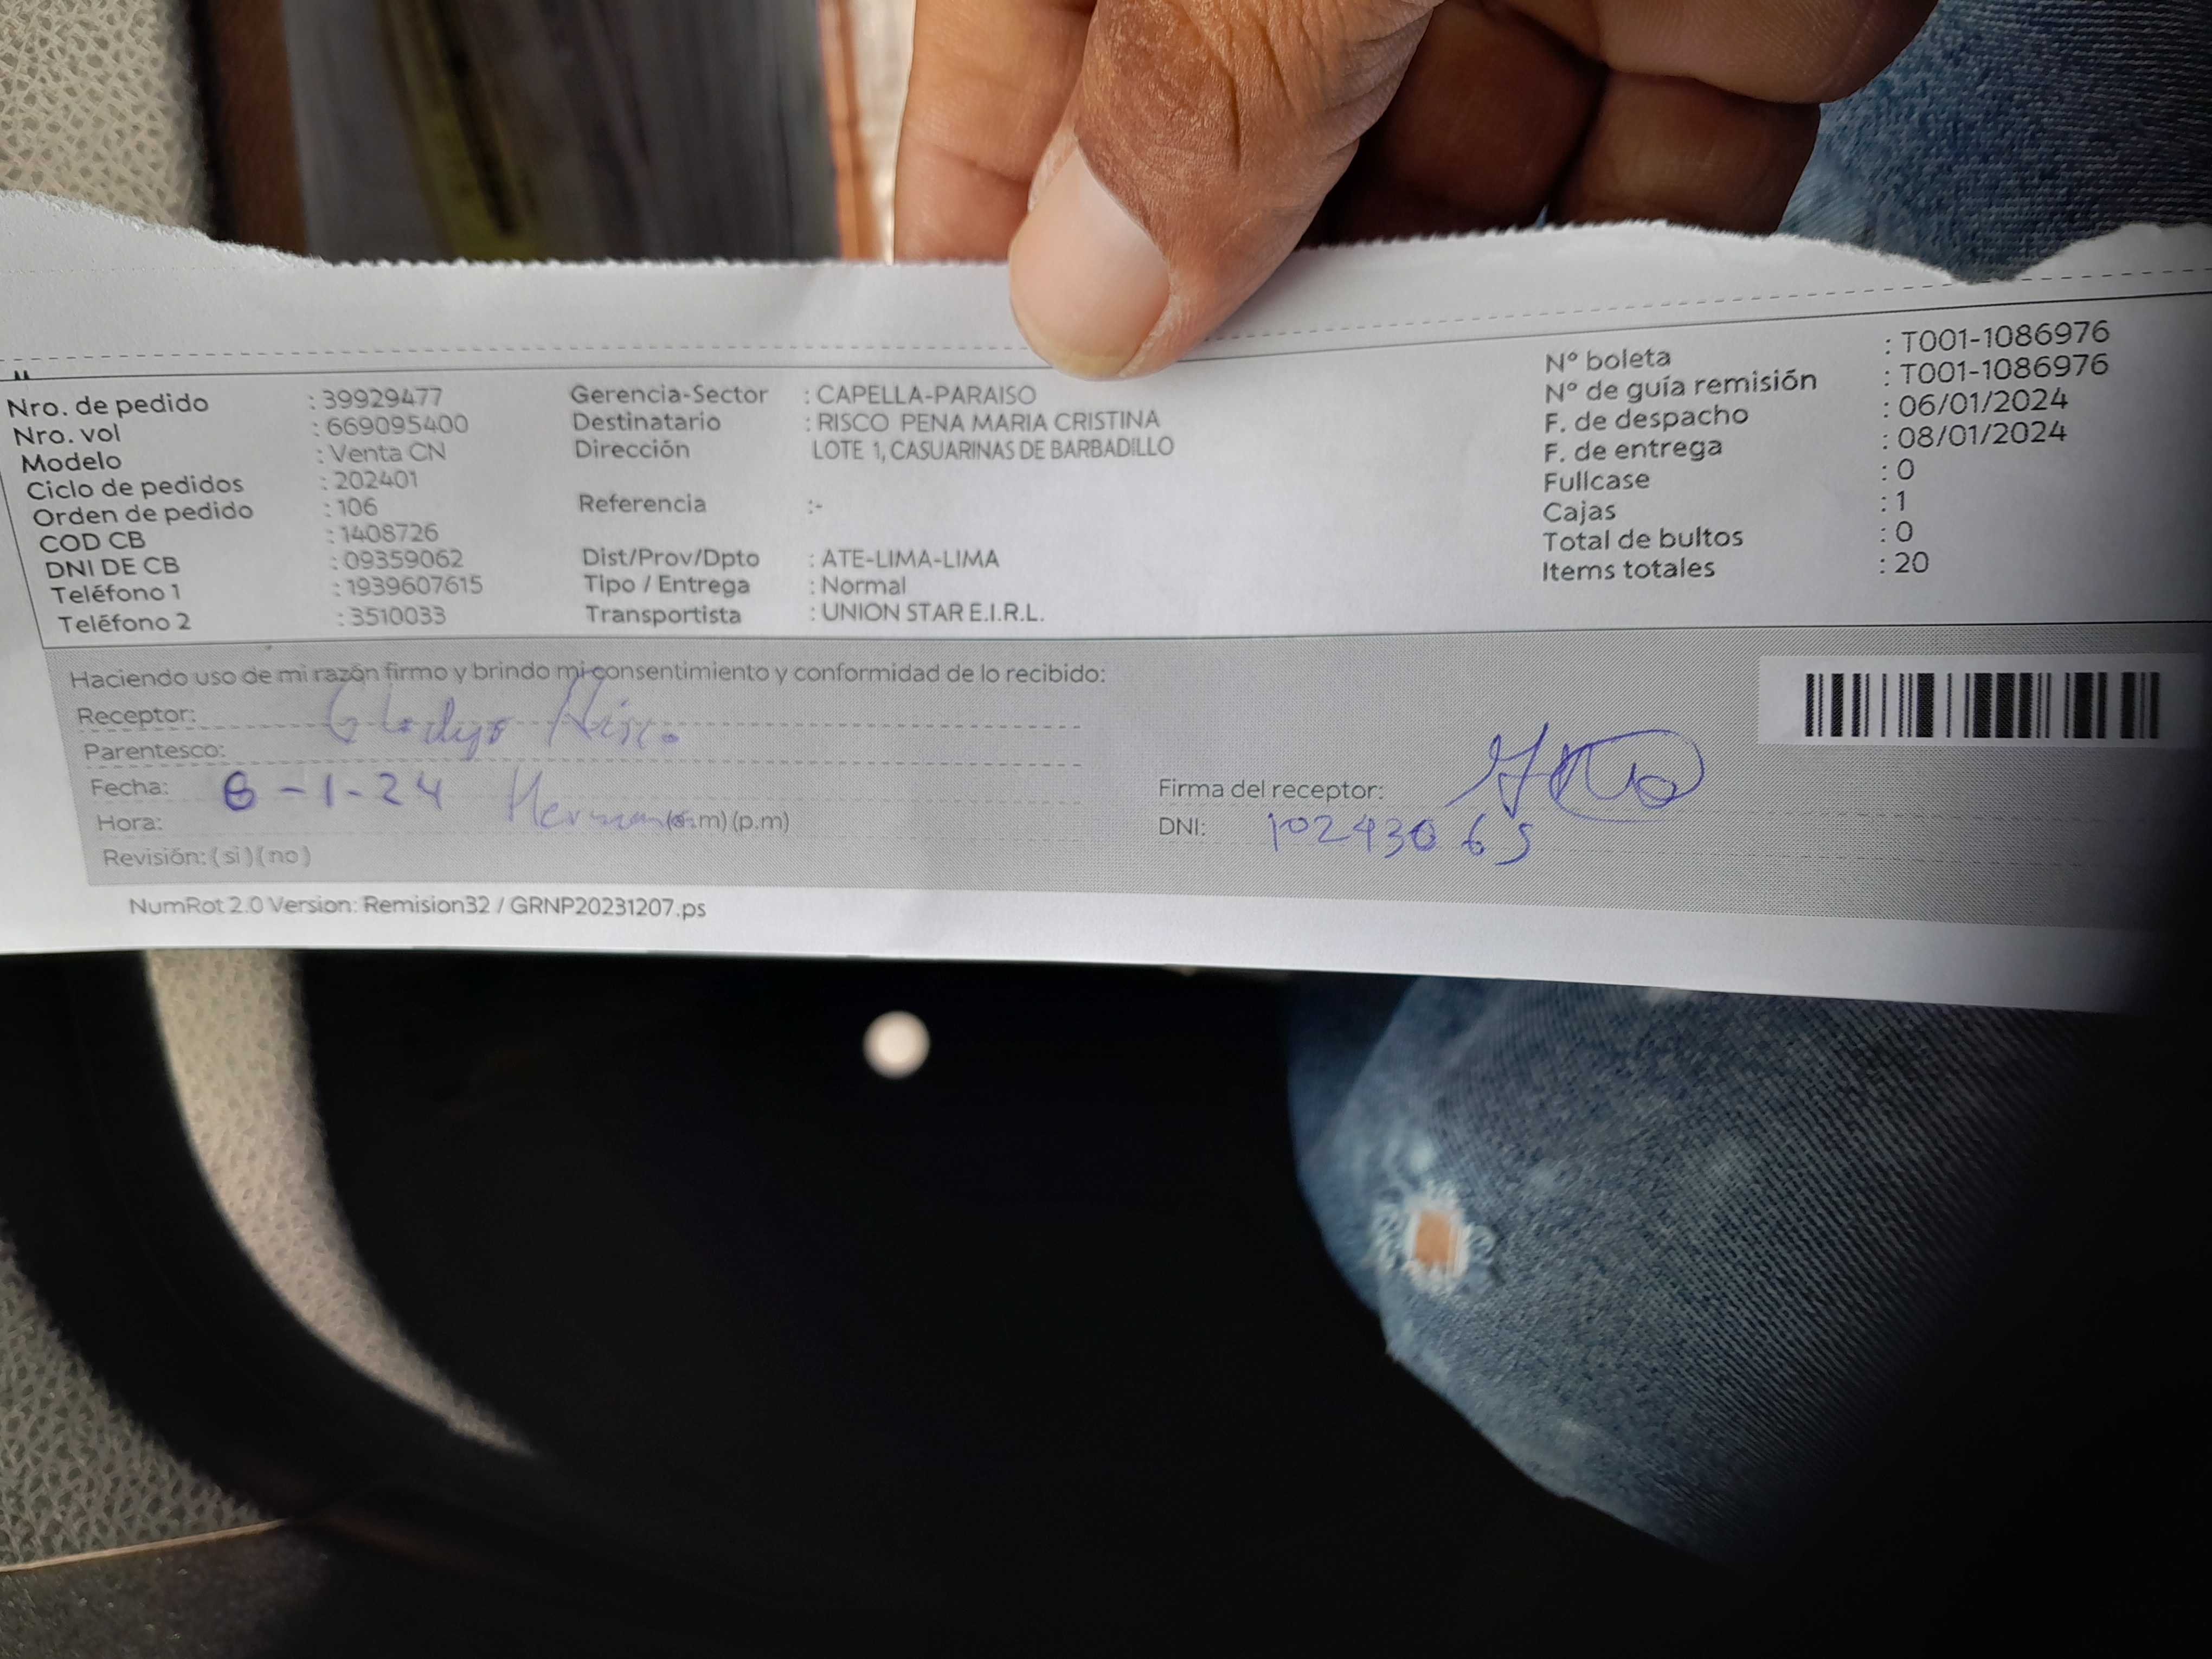 Nro. de pedido : 39929477 Gerencia-Sector : CAPELLA-PARAISO Nº boleta : T001-1086976
Nro. vol : 669095400 Destinatario : RISCO PENA MARIA CRISTINA Nº de guía remisión : T001-1086976
Modelo : Venta CN Dirección LOTE 1, CASUARINAS DE BARBADILLO F. de despacho : 06/01/2024
Ciclo de pedidos : 202401 F. de entrega : 08/01/2024
Orden de pedido : 106 Referencia :- Fullcase : 0
COD CB : 1408726 Cajas : 1
DNI DE CB : 09359062 Dist/Prov/Dpto : ATE-LIMA-LIMA Total de bultos : 0
Teléfono 1 : 1939607615 Tipo / Entrega : Normal Items totales : 20
Teléfono 2 : 3510033 Transportista : UNION STAR E.I.R.L.
Haciendo uso de mi razón firmo y brindo mi consentimiento y conformidad de lo recibido:
Receptor: Gladys Risco
Parentesco:
Fecha: 6-1-24 Firma del receptor:
Hora: (a.m) (p.m) DNI: 10243065
Revisión: (si) (no)
NumRot 2.0 Version: Remision32 / GRNP20231207.ps